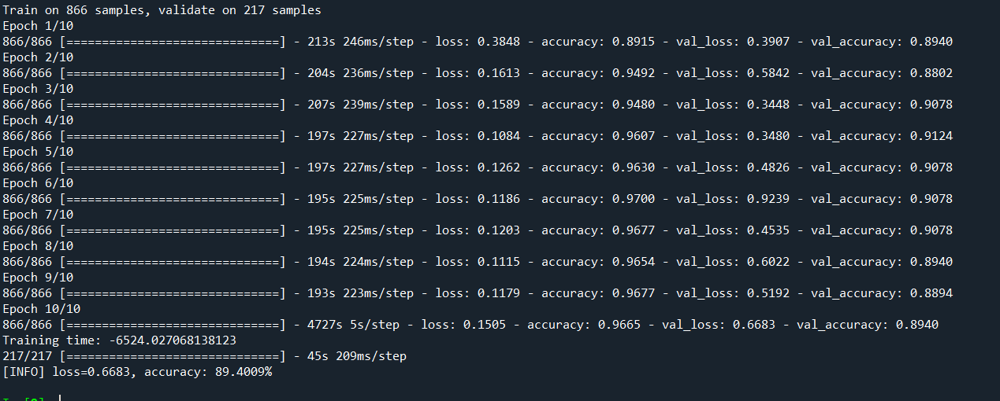 Train on 866 samples, validate on 217 samples
Epoch 1/10
866/866 [==============================] - 213s 246ms/step - loss: 0.3848 - accuracy: 0.8915 - val_loss: 0.3907 - val_accuracy: 0.8940
Epoch 2/10
866/866 [==============================] - 204s 236ms/step - loss: 0.1613 - accuracy: 0.9492 - val_loss: 0.5842 - val_accuracy: 0.8802
Epoch 3/10
866/866 [==============================] - 207s 239ms/step - loss: 0.1589 - accuracy: 0.9480 - val_loss: 0.3448 - val_accuracy: 0.9078
Epoch 4/10
866/866 [==============================] - 197s 227ms/step - loss: 0.1084 - accuracy: 0.9607 - val_loss: 0.3480 - val_accuracy: 0.9124
Epoch 5/10
866/866 [==============================] - 197s 227ms/step - loss: 0.1262 - accuracy: 0.9630 - val_loss: 0.4826 - val_accuracy: 0.9078
Epoch 6/10
866/866 [==============================] - 195s 225ms/step - loss: 0.1186 - accuracy: 0.9700 - val_loss: 0.9239 - val_accuracy: 0.9078
Epoch 7/10
866/866 [==============================] - 195s 225ms/step - loss: 0.1203 - accuracy: 0.9677 - val_loss: 0.4535 - val_accuracy: 0.9078
Epoch 8/10
866/866 [==============================] - 194s 224ms/step - loss: 0.1115 - accuracy: 0.9654 - val_loss: 0.6022 - val_accuracy: 0.8940
Epoch 9/10
866/866 [==============================] - 193s 223ms/step - loss: 0.1179 - accuracy: 0.9677 - val_loss: 0.5192 - val_accuracy: 0.8894
Epoch 10/10
866/866 [==============================] - 4727s 5s/step - loss: 0.1505 - accuracy: 0.9665 - val_loss: 0.6683 - val_accuracy: 0.8940
Training time: -6524.027068138123
217/217 [==============================] - 45s 209ms/step
[INFO] loss=0.6683, accuracy: 89.4009%